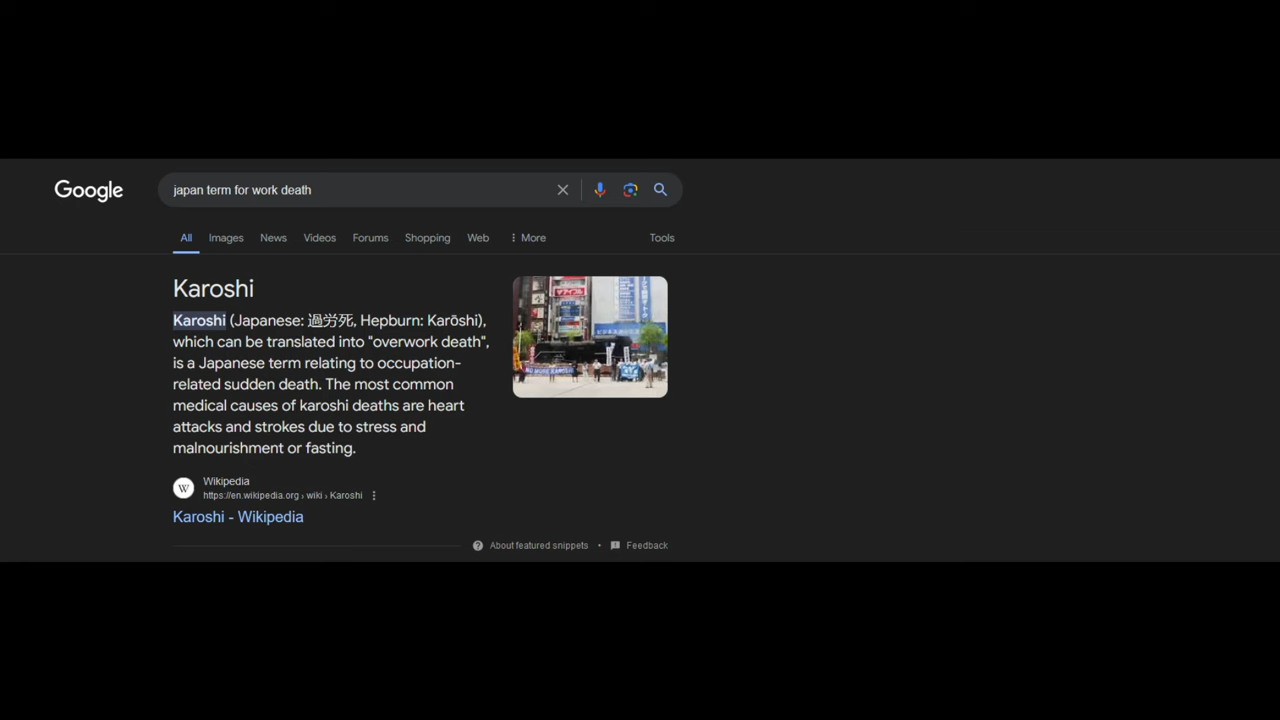 Google
japan term for work death
All Images News Videos Forums Shopping Web More Tools
Karoshi
Karoshi (Japanese: 過労死, Hepburn: Karōshi),
which can be translated into "overwork death",
is a Japanese term relating to occupation-
related sudden death. The most common
medical causes of karoshi deaths are heart
attacks and strokes due to stress and
malnourishment or fasting.
NO MORE KAROSHI
W
Wikipedia
https://en.wikipedia.org › wiki › Karoshi
Karoshi - Wikipedia
About featured snippets • Feedback